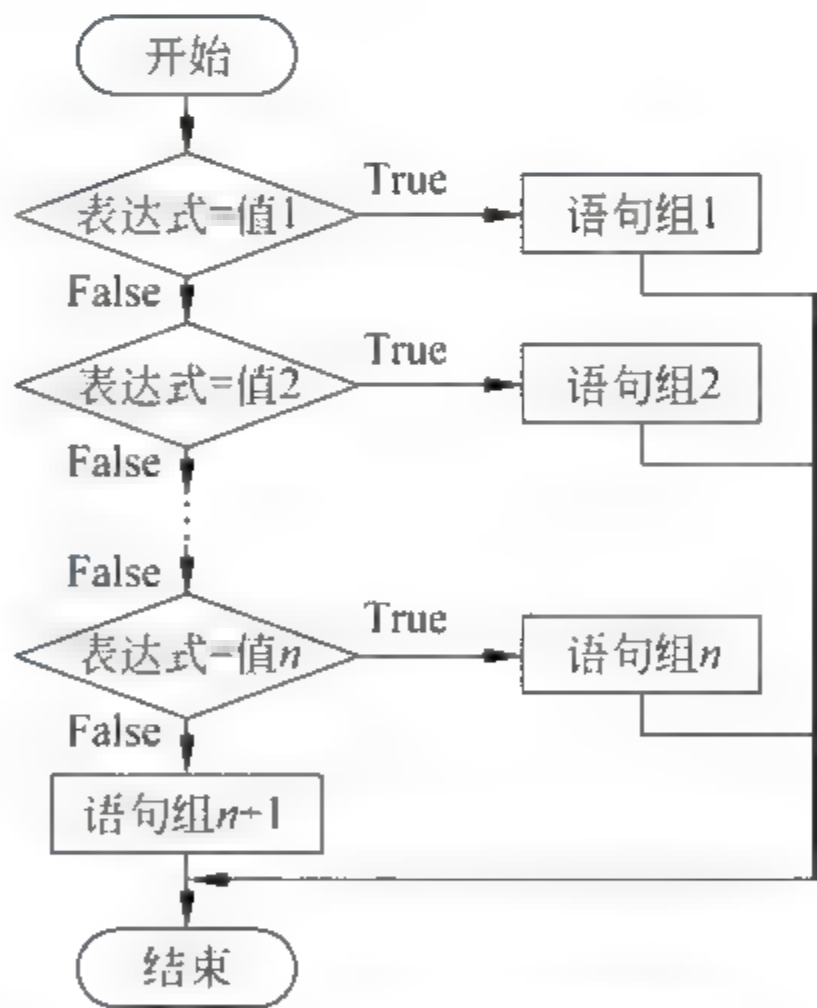 开始
表达式=值1
True
语句组1
False
表达式=值2
True
语句组2
False
False
表达式=值n
True
语句组n
False
语句组n+1
结束